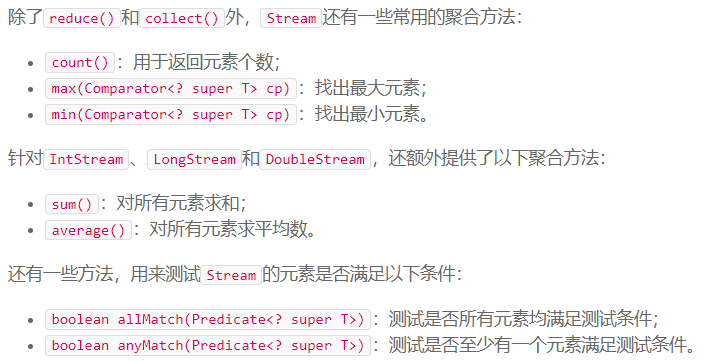 除了reduce()和collect()外，Stream还有一些常用的聚合方法：
count()：用于返回元素个数；
max(Comparator<? super T> cp)：找出最大元素；
min(Comparator<? super T> cp)：找出最小元素。
针对IntStream、LongStream和DoubleStream，还额外提供了以下聚合方法：
sum()：对所有元素求和；
average()：对所有元素求平均数。
还有一些方法，用来测试Stream的元素是否满足以下条件：
boolean allMatch(Predicate<? super T>)：测试是否所有元素均满足测试条件；
boolean anyMatch(Predicate<? super T>)：测试是否至少有一个元素满足测试条件。